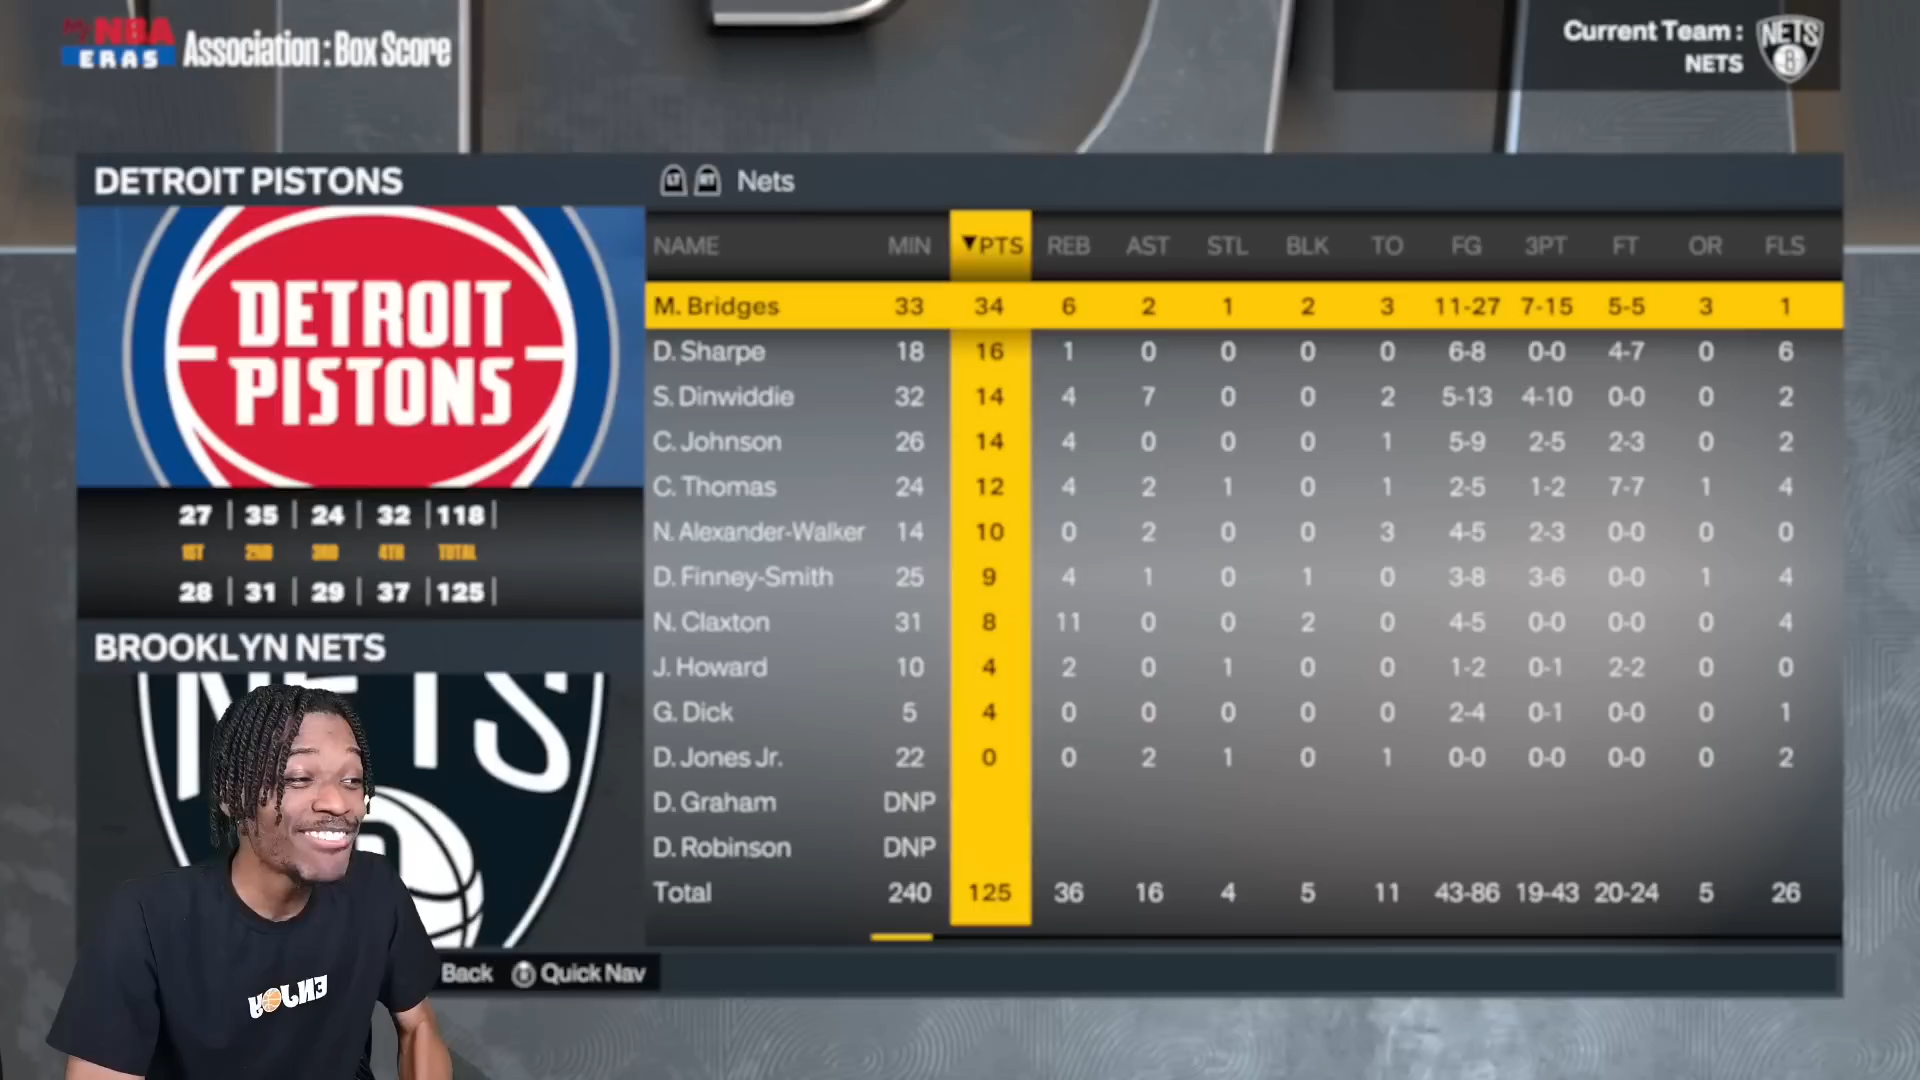 My NBA ERAS Association : Box Score
Current Team :
NETS
NETS
B
DETROIT PISTONS
DETROIT
PISTONS
27 | 35 | 24 | 32 | 118 |
1ST 2ND 3RD 4TH TOTAL
28 | 31 | 29 | 37 | 125 |
BROOKLYN NETS
NETS
LT RT Nets
NAME MIN ▼PTS REB AST STL BLK TO FG 3PT FT OR FLS
M. Bridges 33 34 6 2 1 2 3 11-27 7-15 5-5 3 1
D. Sharpe 18 16 1 0 0 0 0 6-8 0-0 4-7 0 6
S. Dinwiddie 32 14 4 7 0 0 2 5-13 4-10 0-0 0 2
C. Johnson 26 14 4 0 0 0 1 5-9 2-5 2-3 0 2
C. Thomas 24 12 4 2 1 0 1 2-5 1-2 7-7 1 4
N. Alexander-Walker 14 10 0 2 0 0 3 4-5 2-3 0-0 0 0
D. Finney-Smith 25 9 4 1 0 1 0 3-8 3-6 0-0 1 4
N. Claxton 31 8 11 0 0 2 0 4-5 0-0 0-0 0 4
J. Howard 10 4 2 0 1 0 0 1-2 0-1 2-2 0 0
G. Dick 5 4 0 0 0 0 0 2-4 0-1 0-0 0 1
D. Jones Jr. 22 0 0 2 1 0 1 0-0 0-0 0-0 0 2
D. Graham DNP
D. Robinson DNP
Total 240 125 36 16 4 5 11 43-86 19-43 20-24 5 26
Back Quick Nav